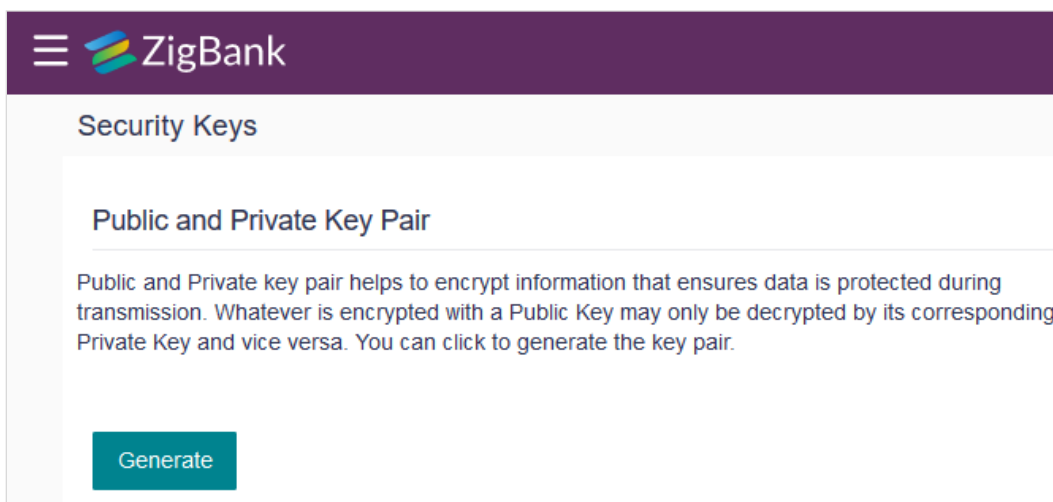 ZigBank
Security Keys
Public and Private Key Pair
Public and Private key pair helps to encrypt information that ensures data is protected during
transmission. Whatever is encrypted with a Public Key may only be decrypted by its corresponding
Private Key and vice versa. You can click to generate the key pair.
Generate